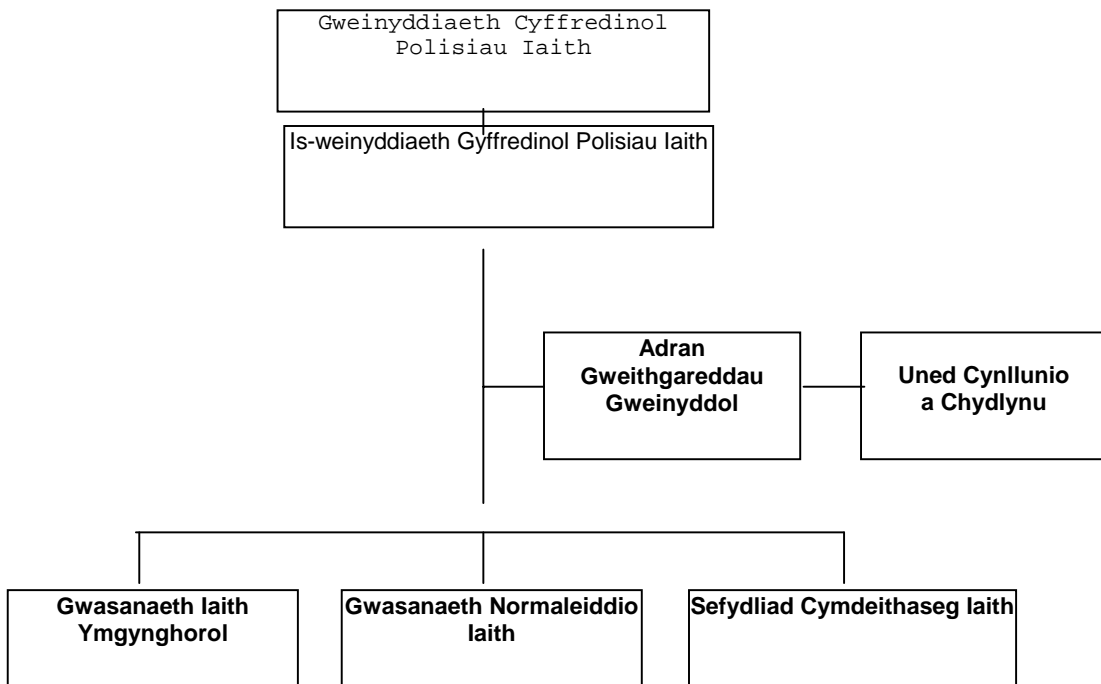 Gweinyddiaeth Cyffredinol
Polisiau Iaith
Is-weinyddiaeth Gyffredinol Polisiau Iaith
Adran
Gweithgareddau
Gweinyddol
Uned Cynllunio
a Chydlynu
Gwasanaeth Iaith
Ymgynghorol
Gwasanaeth Normaleiddio
Iaith
Sefydliad Cymdeithaseg Iaith